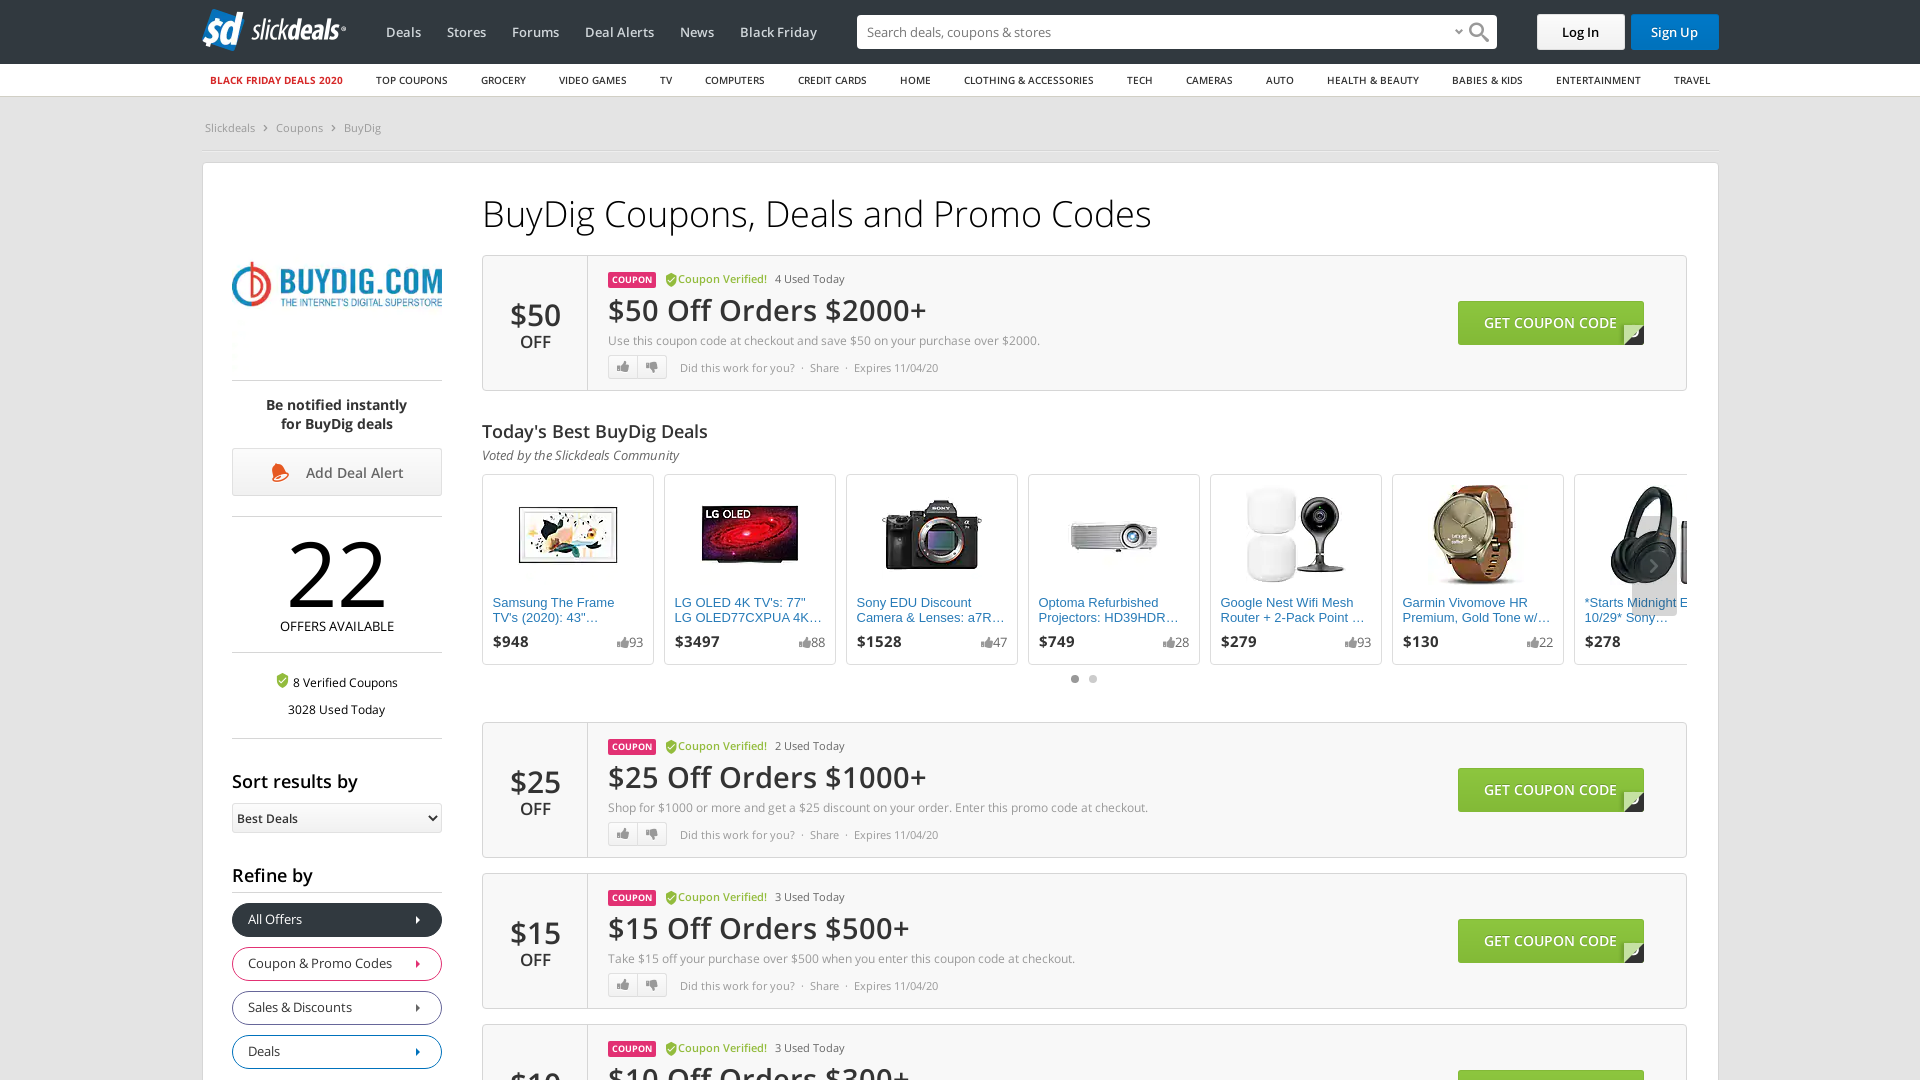 slickdeals
Deals
Stores
Forums
Deal Alerts
News
Black Friday
Search deals, coupons & stores
Log In
Sign Up
BLACK FRIDAY DEALS 2020
TOP COUPONS
GROCERY
VIDEO GAMES
TV
COMPUTERS
CREDIT CARDS
HOME
CLOTHING & ACCESSORIES
TECH
CAMERAS
AUTO
HEALTH & BEAUTY
BABIES & KIDS
ENTERTAINMENT
TRAVEL
Slickdeals > Coupons > BuyDig
BUYDIG.COM
THE INTERNET'S DIGITAL SUPERSTORE
Be notified instantly
for BuyDig deals
Add Deal Alert
22
OFFERS AVAILABLE
8 Verified Coupons
3028 Used Today
Sort results by
Best Deals
Refine by
All Offers
Coupon & Promo Codes
Sales & Discounts
Deals
BuyDig Coupons, Deals and Promo Codes
$50
OFF
COUPON Coupon Verified! 4 Used Today
$50 Off Orders $2000+
Use this coupon code at checkout and save $50 on your purchase over $2000.
Did this work for you? · Share · Expires 11/04/20
GET COUPON CODE
Today's Best BuyDig Deals
Voted by the Slickdeals Community
Samsung The Frame
TV's (2020): 43"...
$948 93
LG OLED
LG OLED 4K TV's: 77"
LG OLED77CXPUA 4K...
$3497 88
SONY
Sony EDU Discount
Camera & Lenses: a7R...
$1528 47
Optoma Refurbished
Projectors: HD39HDR...
$749 28
Google Nest Wifi Mesh
Router + 2-Pack Point ...
$279 93
Garmin Vivomove HR
Premium, Gold Tone w/...
$130 22
*Starts Midnight E
10/29* Sony...
$278
$25
OFF
COUPON Coupon Verified! 2 Used Today
$25 Off Orders $1000+
Shop for $1000 or more and get a $25 discount on your order. Enter this promo code at checkout.
Did this work for you? · Share · Expires 11/04/20
GET COUPON CODE
$15
OFF
COUPON Coupon Verified! 3 Used Today
$15 Off Orders $500+
Take $15 off your purchase over $500 when you enter this coupon code at checkout.
Did this work for you? · Share · Expires 11/04/20
GET COUPON CODE
$10
COUPON Coupon Verified! 3 Used Today
$10 Off Orders $300+